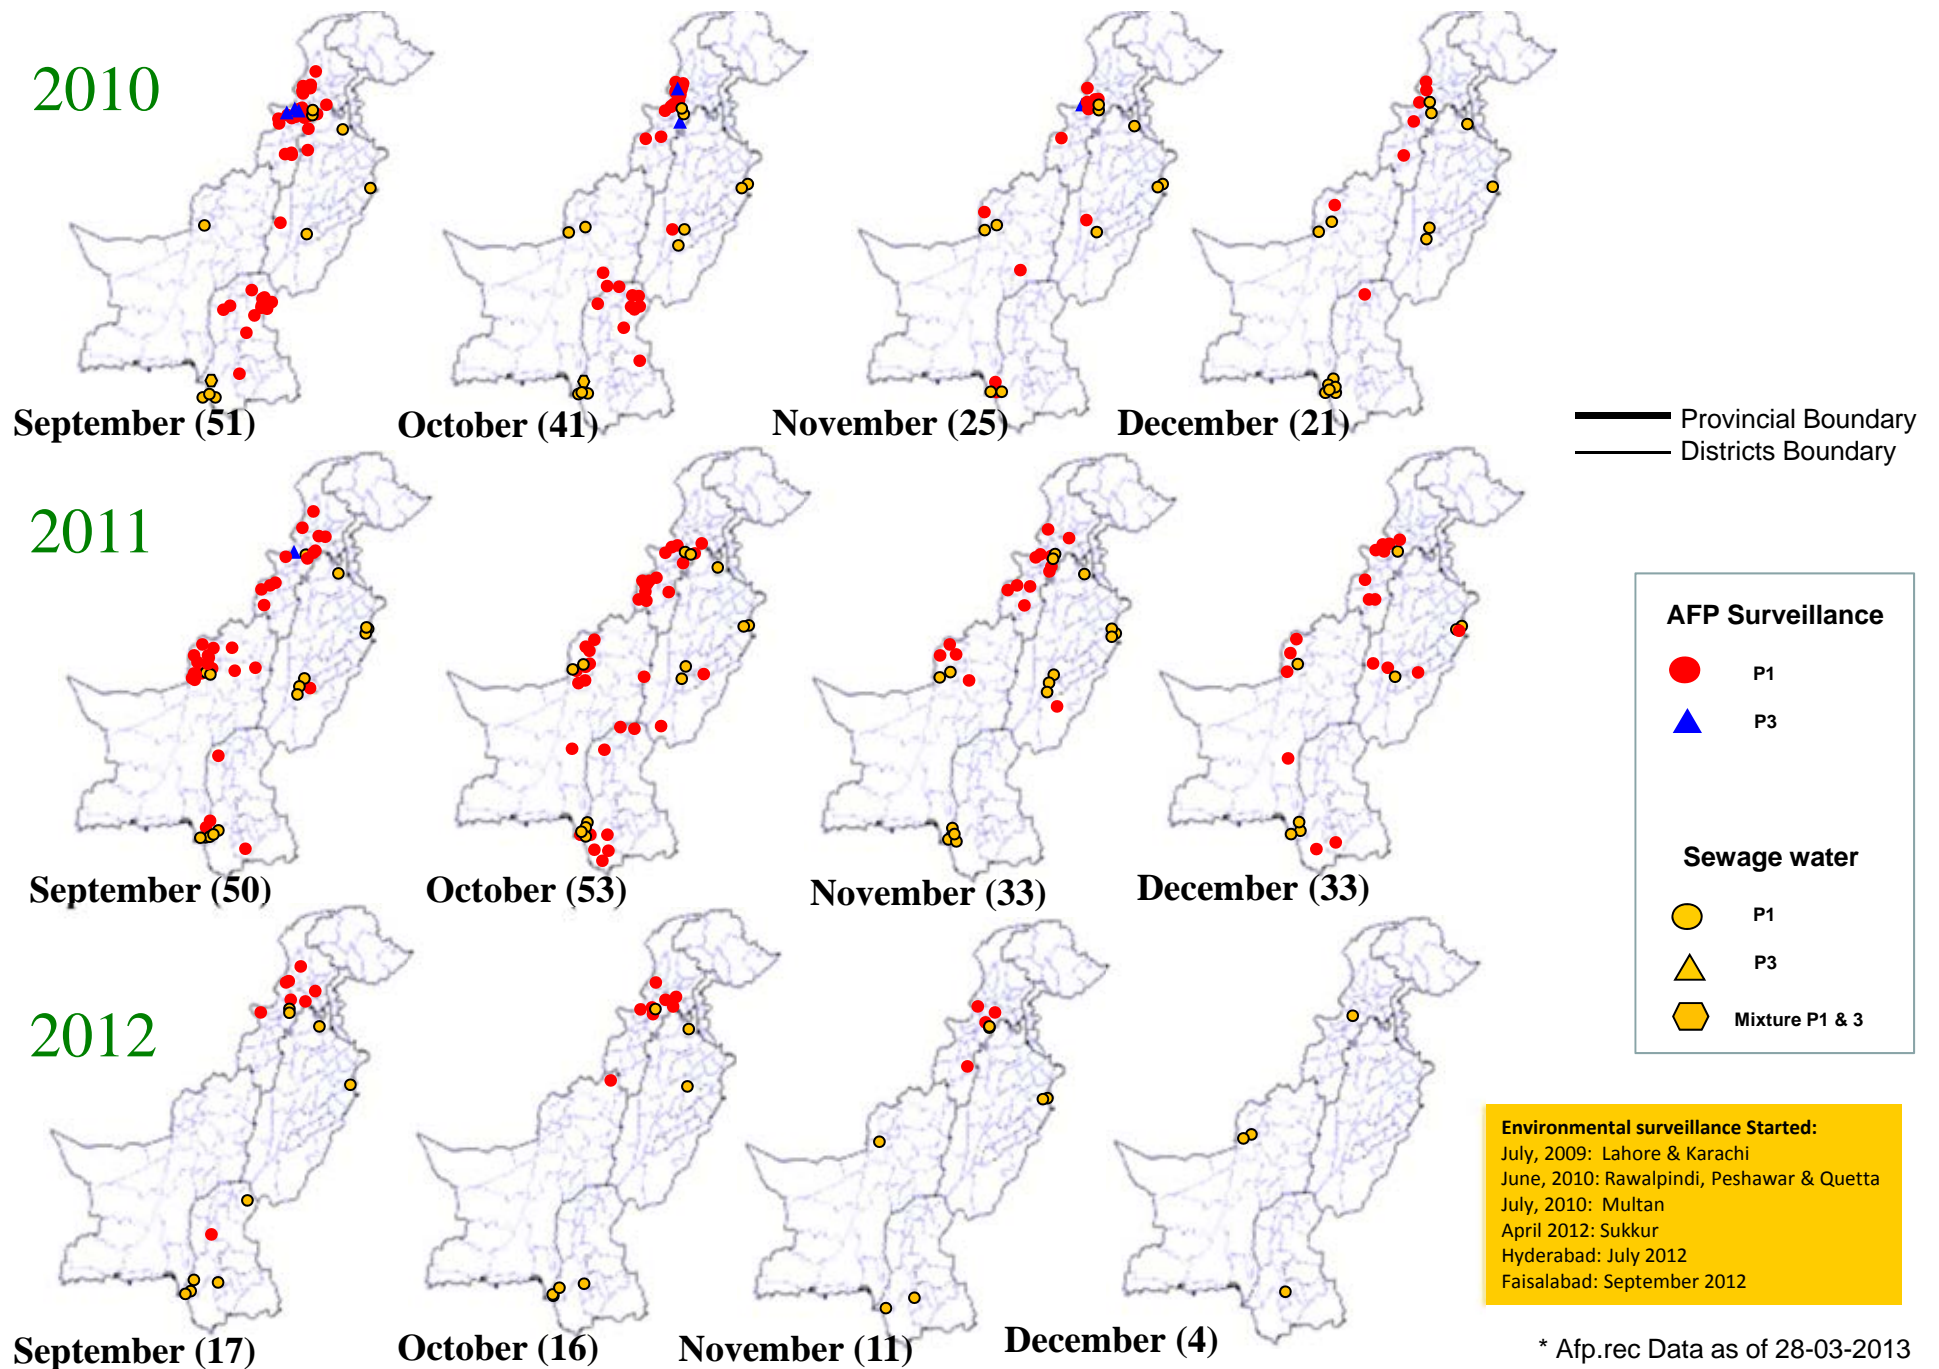 2010
September (51)
October (41)
November (25)
December (21)
Provincial Boundary
Districts Boundary
2011
September (50)
October (53)
November (33)
December (33)
AFP Surveillance
P1
P3
Sewage water
P1
P3
Mixture P1 & 3
2012
September (17)
October (16)
November (11)
December (4)
Environmental surveillance Started:
July, 2009: Lahore & Karachi
June, 2010: Rawalpindi, Peshawar & Quetta
July, 2010: Multan
April 2012: Sukkur
Hyderabad: July 2012
Faisalabad: September 2012
* Afp.rec Data as of 28-03-2013